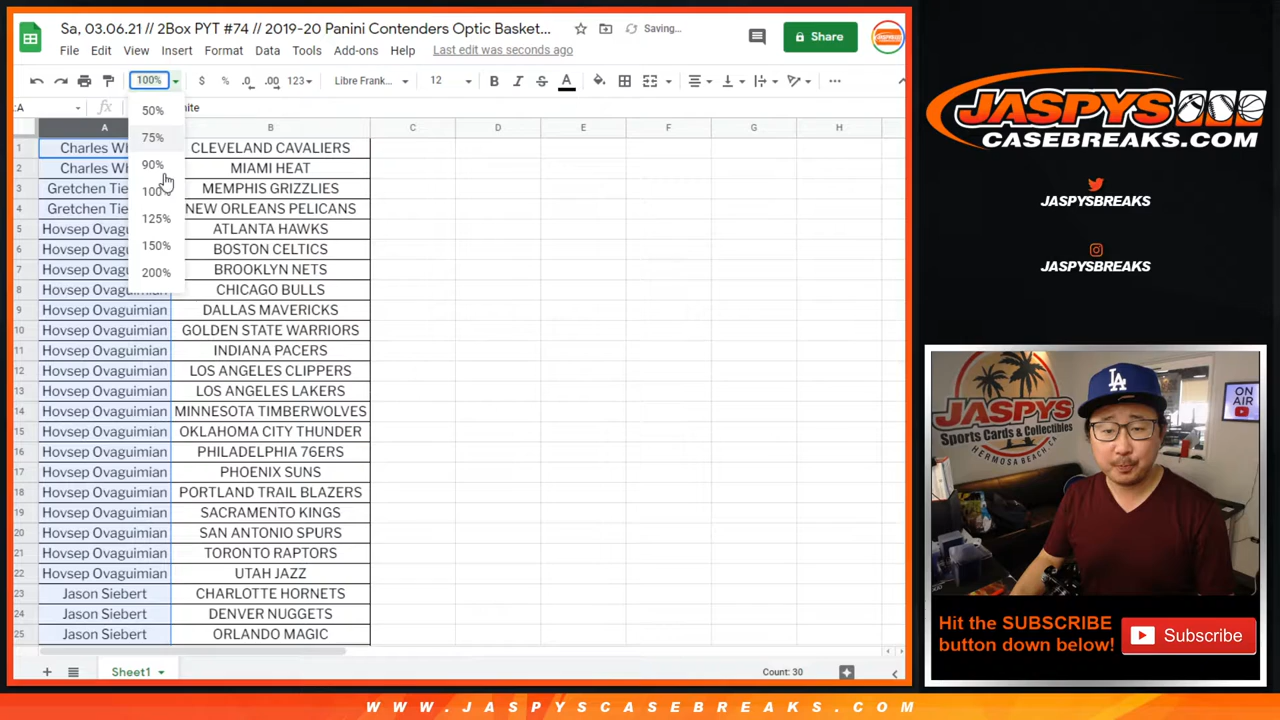 Sa, 03.06.21 // 2Box PYT #74 // 2019-20 Panini Contenders Optic Basket...
Saving...
File Edit View Insert Format Data Tools Add-ons Help Last edit was seconds ago
Share
100% $ % .0 .00 123 Libre Frank... 12 B I S A
:A fx nite
50%
75%
90%
100%
125%
150%
200%
A B C D E F G H
1 Charles Wh CLEVELAND CAVALIERS
2 Charles Wh MIAMI HEAT
3 Gretchen Tie MEMPHIS GRIZZLIES
4 Gretchen Tie NEW ORLEANS PELICANS
5 Hovsep Ovagu ATLANTA HAWKS
6 Hovsep Ovagu BOSTON CELTICS
7 Hovsep Ovagu BROOKLYN NETS
8 Hovsep Ovaguimian CHICAGO BULLS
9 Hovsep Ovaguimian DALLAS MAVERICKS
10 Hovsep Ovaguimian GOLDEN STATE WARRIORS
11 Hovsep Ovaguimian INDIANA PACERS
12 Hovsep Ovaguimian LOS ANGELES CLIPPERS
13 Hovsep Ovaguimian LOS ANGELES LAKERS
14 Hovsep Ovaguimian MINNESOTA TIMBERWOLVES
15 Hovsep Ovaguimian OKLAHOMA CITY THUNDER
16 Hovsep Ovaguimian PHILADELPHIA 76ERS
17 Hovsep Ovaguimian PHOENIX SUNS
18 Hovsep Ovaguimian PORTLAND TRAIL BLAZERS
19 Hovsep Ovaguimian SACRAMENTO KINGS
20 Hovsep Ovaguimian SAN ANTONIO SPURS
21 Hovsep Ovaguimian TORONTO RAPTORS
22 Hovsep Ovaguimian UTAH JAZZ
23 Jason Siebert CHARLOTTE HORNETS
24 Jason Siebert DENVER NUGGETS
25 Jason Siebert ORLANDO MAGIC
Sheet1
Count: 30
JASPYS
CASEBREAKS.COM
JASPYSBREAKS
JASPYSBREAKS
JASPYS
Sports Cards & Collectibles
HERMOSA BEACH, CA
LA
ON
AIR
Hit the SUBSCRIBE
button down below!
Subscribe
WWW.JASPYSCASEBREAKS.COM